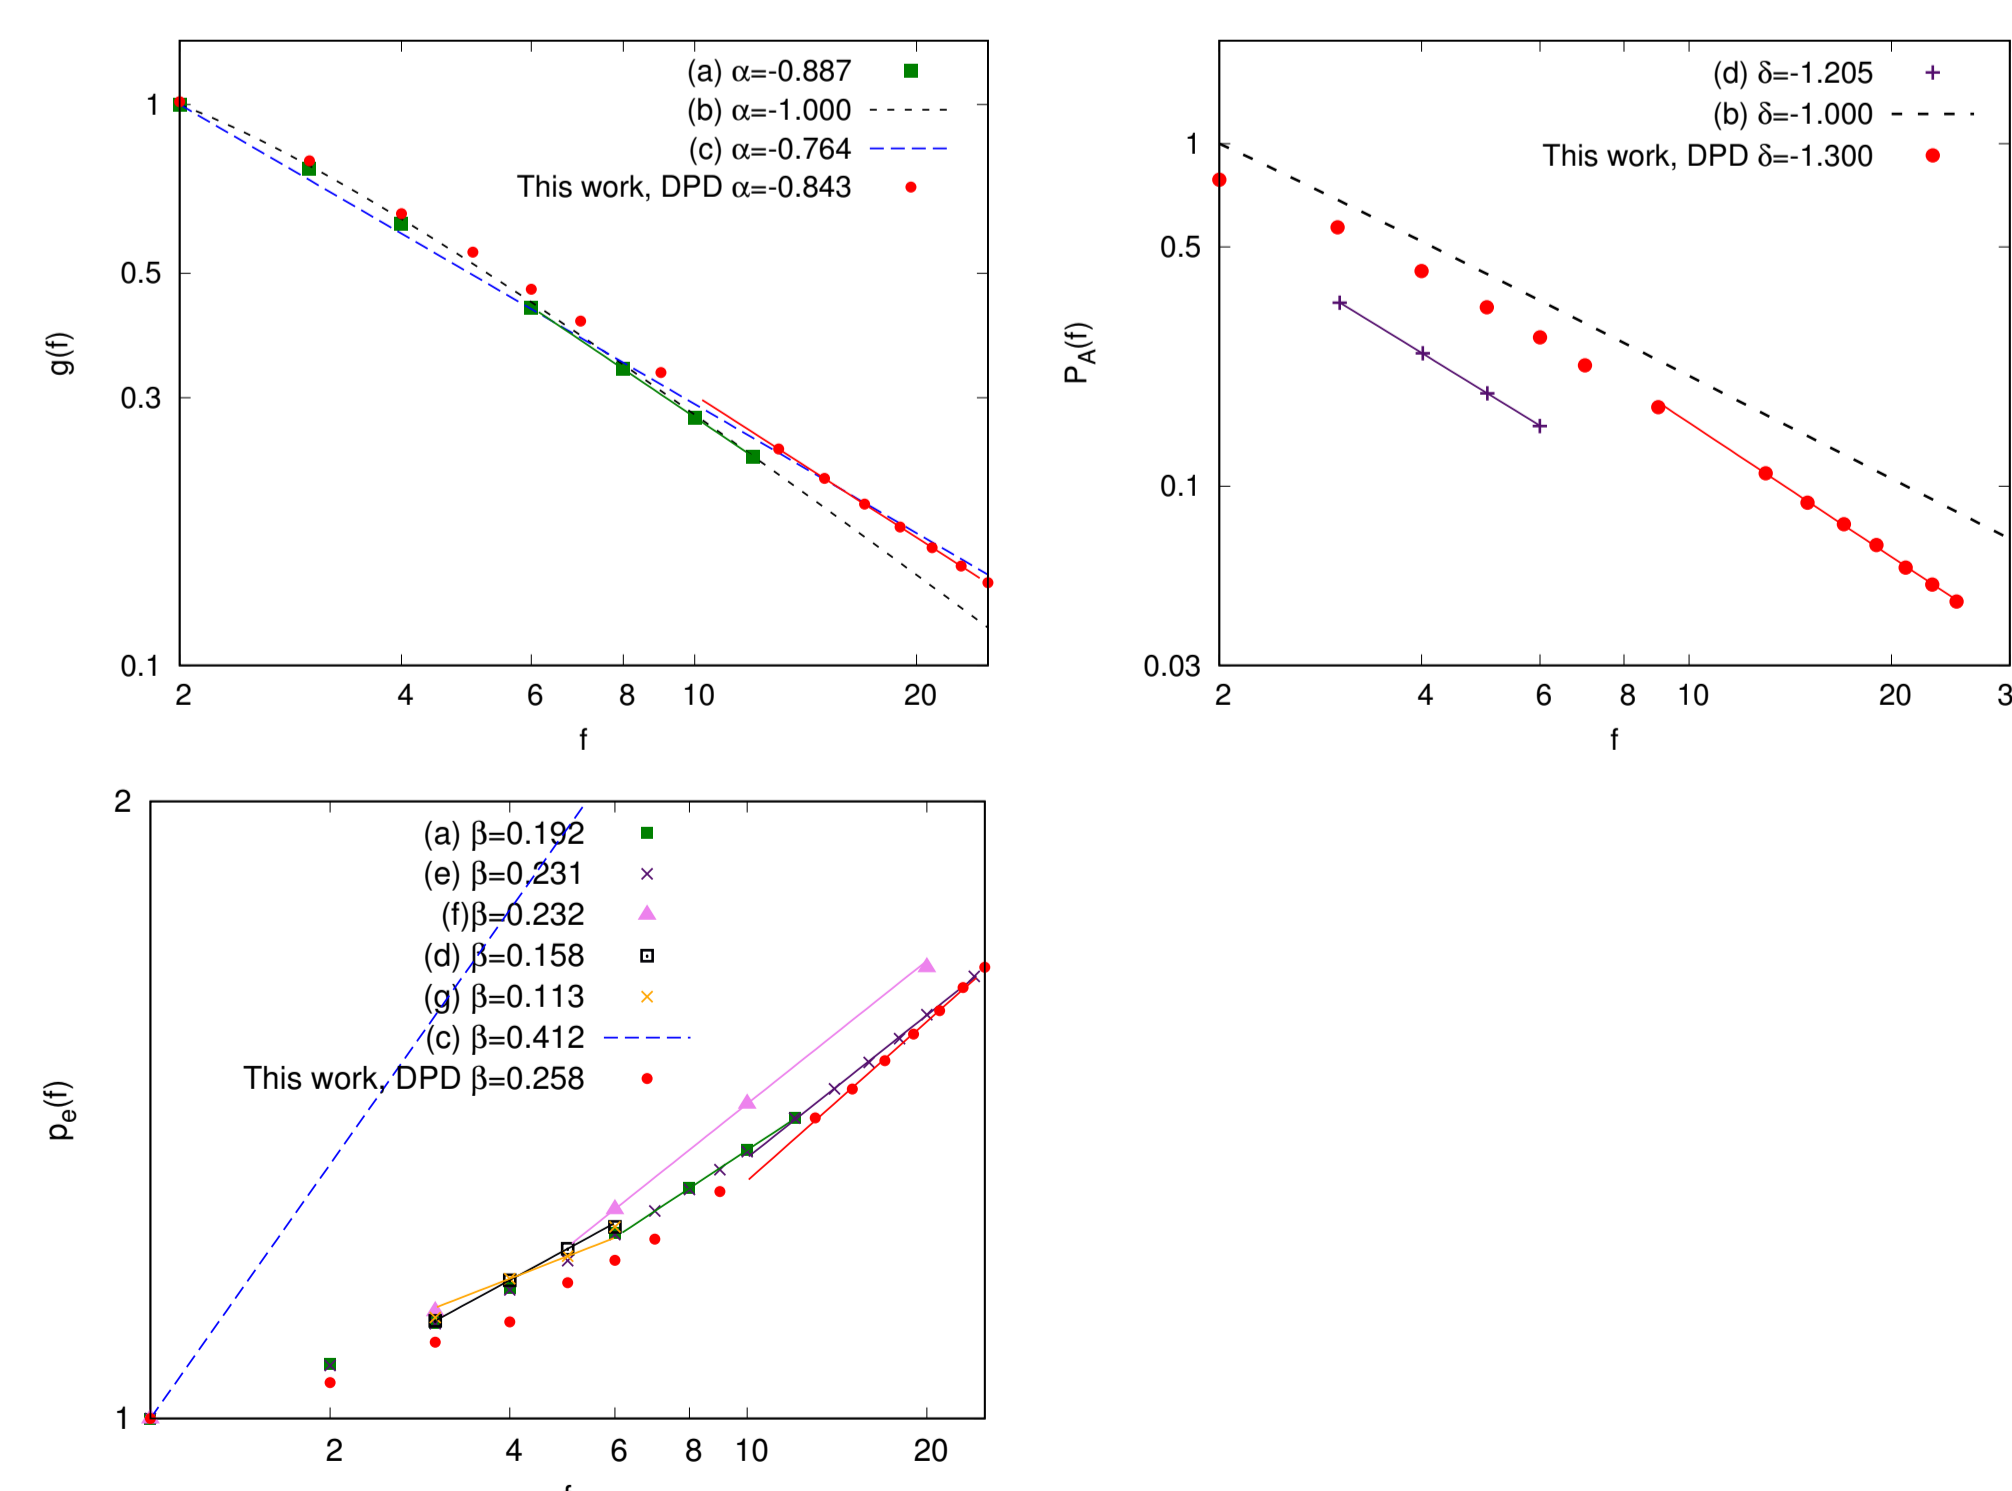 (a) α=-0.887
(b) α=-1.000
(c) α=-0.764
This work, DPD α=-0.843
1
0.5
0.3
0.1
g(f)
2 4 6 8 10 20
f
(d) δ=-1.205
(b) δ=-1.000
This work, DPD δ=-1.300
1
0.5
0.1
0.03
P_A(f)
2 4 6 8 10 20 3
f
2
(a) β=0.192
(e) β=0.231
(f)β=0.232
(d) β=0.158
(g) β=0.113
(c) β=0.412
This work, DPD β=0.258
p_e(f)
1
2 4 6 8 10 20
f